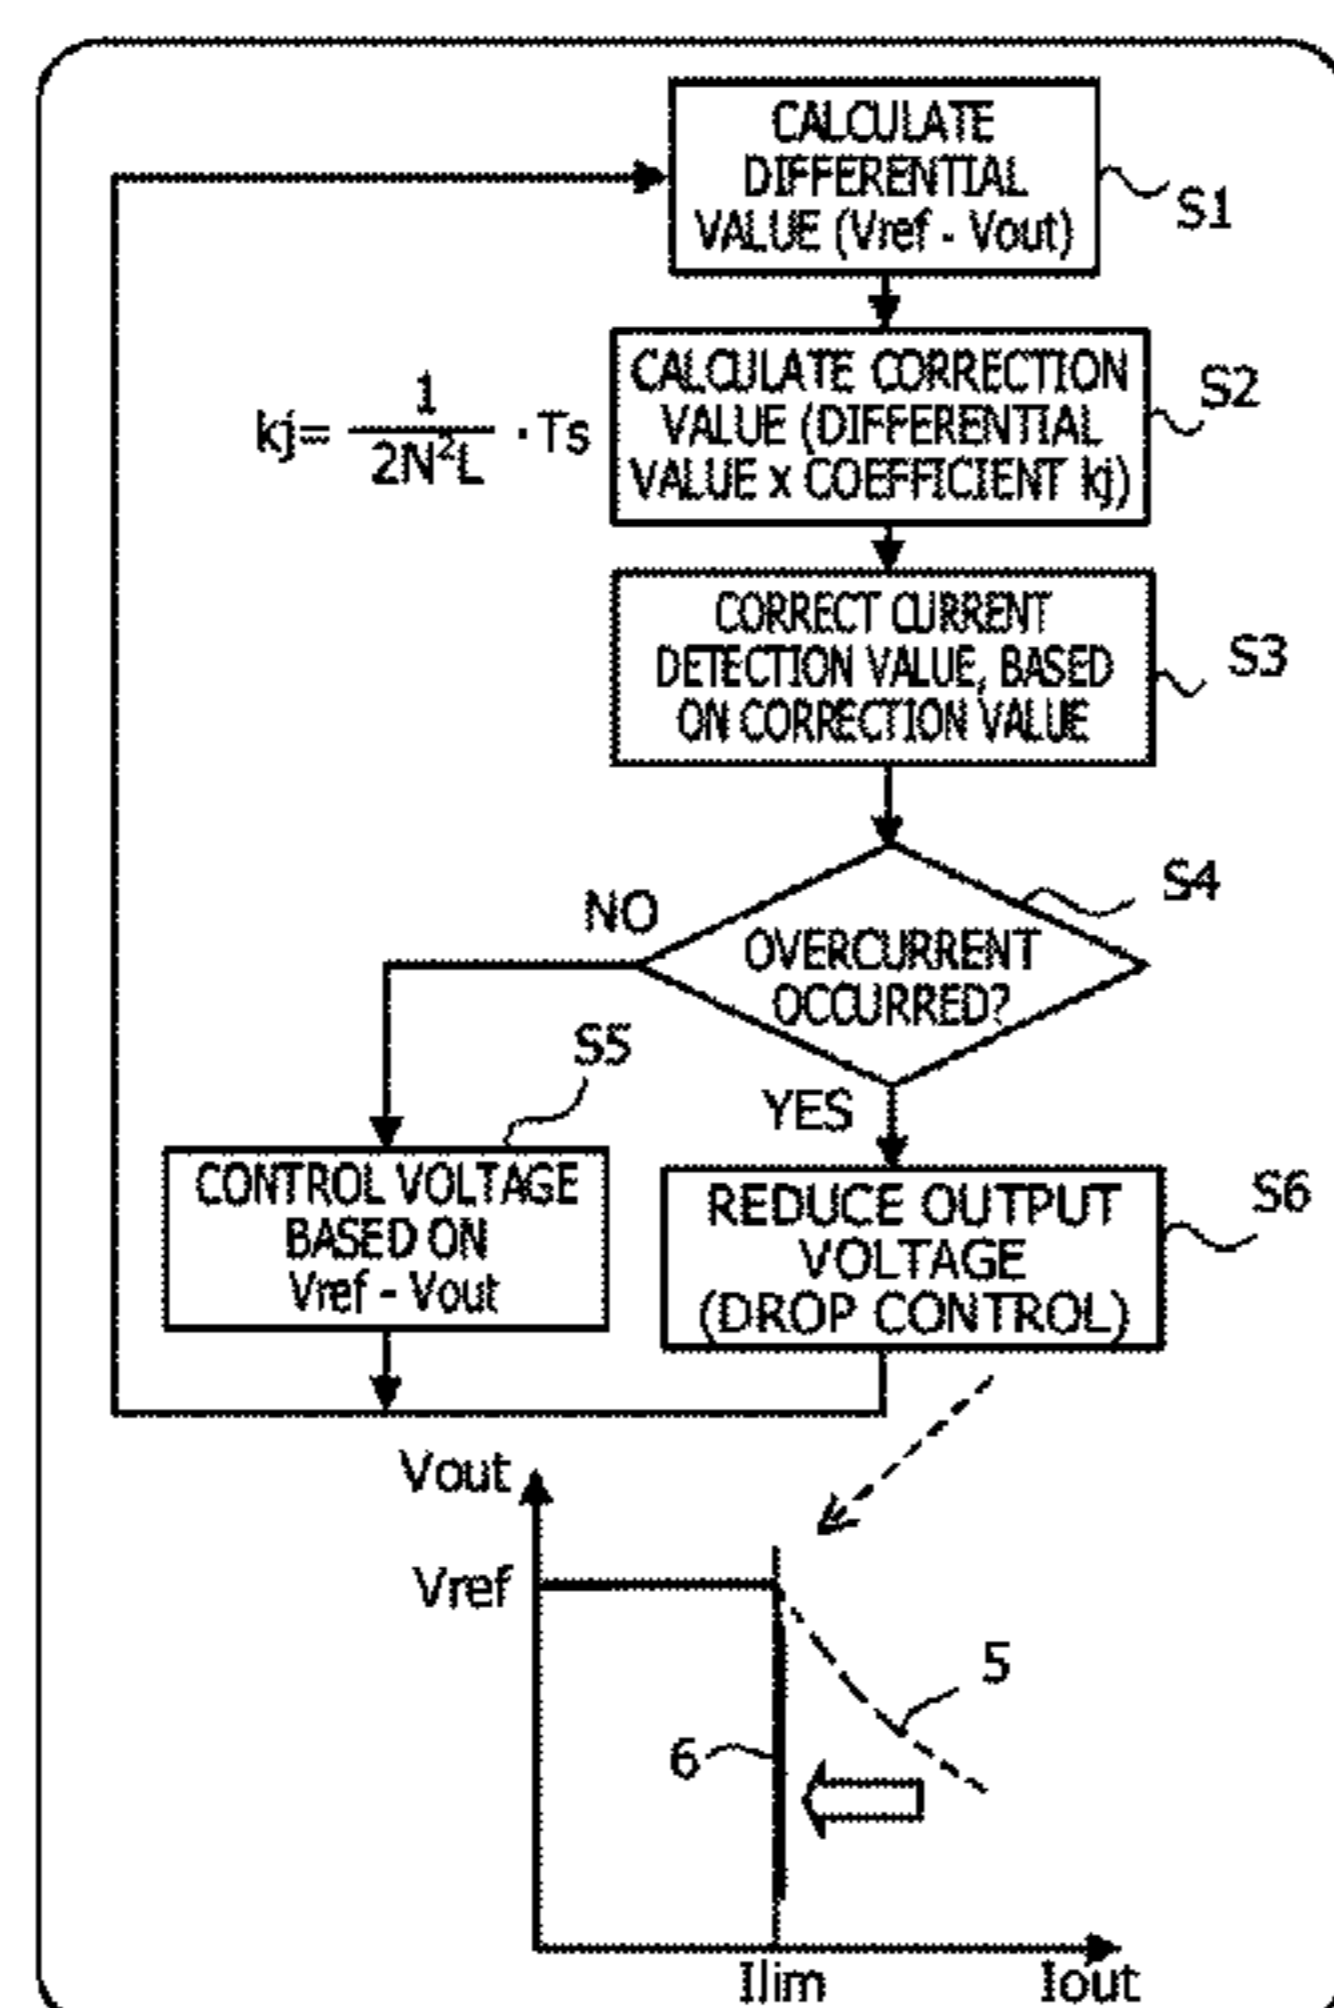 CALCULATE
DIFFERENTIAL
VALUE (Vref - Vout)
S1
CALCULATE CORRECTION
VALUE (DIFFERENTIAL
VALUE x COEFFICIENT kj)
S2
kj= 1/2N²L ·Ts
CORRECT CURRENT
DETECTION VALUE, BASED
ON CORRECTION VALUE
S3
S4
NO
OVERCURRENT
OCCURRED?
S5
YES
CONTROL VOLTAGE
BASED ON
Vref - Vout
REDUCE OUTPUT
VOLTAGE
(DROP CONTROL)
S6
Vout
Vref
5
6
Ilim
Iout